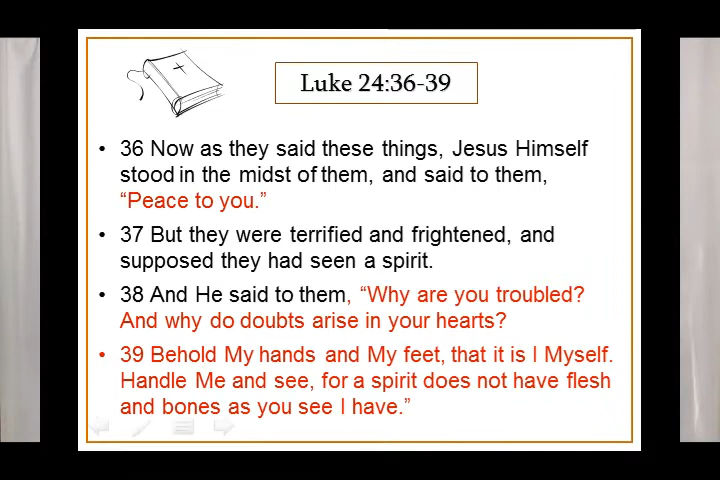 Luke 24:36-39
• 36 Now as they said these things, Jesus Himself
stood in the midst of them, and said to them,
“Peace to you.”
• 37 But they were terrified and frightened, and
supposed they had seen a spirit.
• 38 And He said to them, “Why are you troubled?
And why do doubts arise in your hearts?
• 39 Behold My hands and My feet, that it is I Myself.
Handle Me and see, for a spirit does not have flesh
and bones as you see I have.”